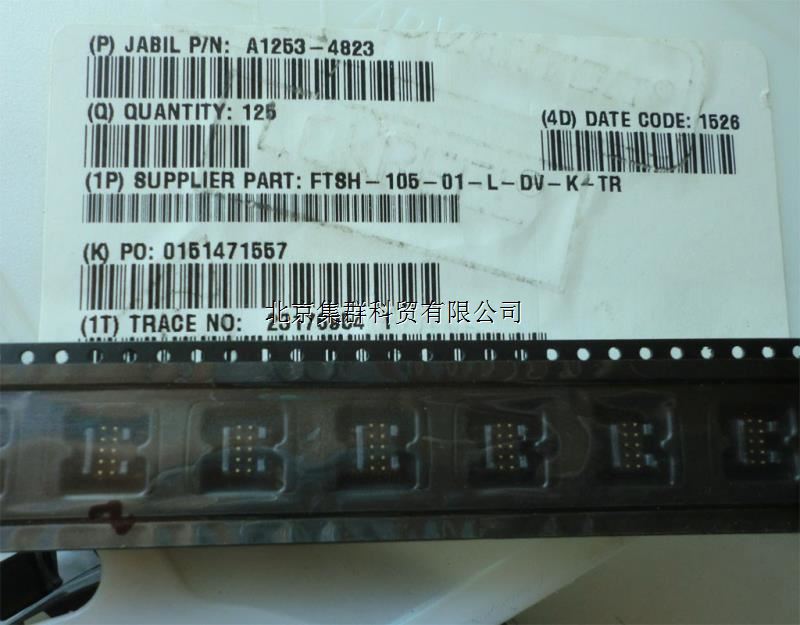 (P) JABIL P/N: A1253-4823
(Q) QUANTITY: 125
(4D) DATE CODE: 1526
(1P) SUPPLIER PART: FTSH-105-01-L-DV-K-TR
(K) PO: 0151471557
北京集群科贸有限公司
(1T) TRACE NO: